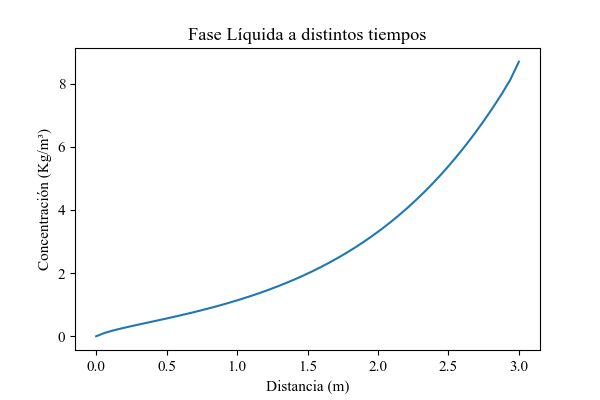 Fase Líquida a distintos tiempos
Concentración (Kg/m³)
8
6
4
2
0
0.0 0.5 1.0 1.5 2.0 2.5 3.0
Distancia (m)